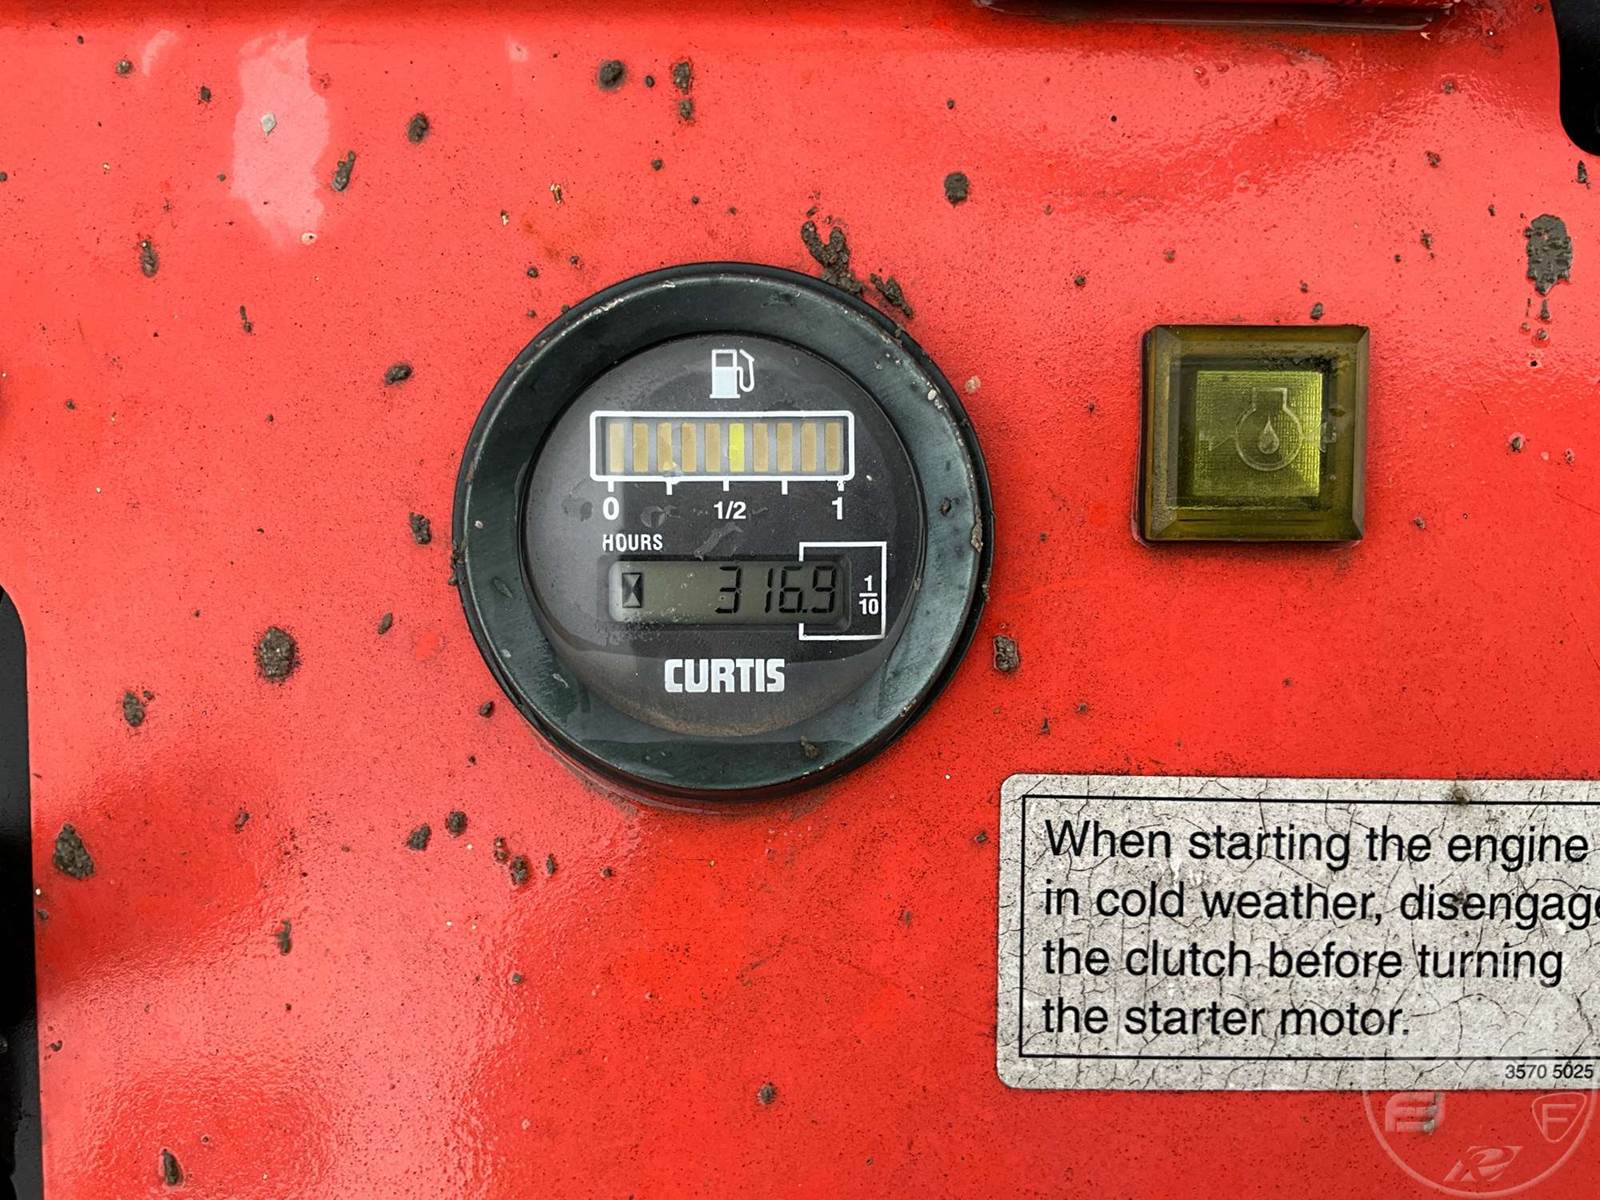 0 1/2 1
HOURS
316.9
1/10
CURTIS
When starting the engine
in cold weather, disengage
the clutch before turning
the starter motor.
3570 5025